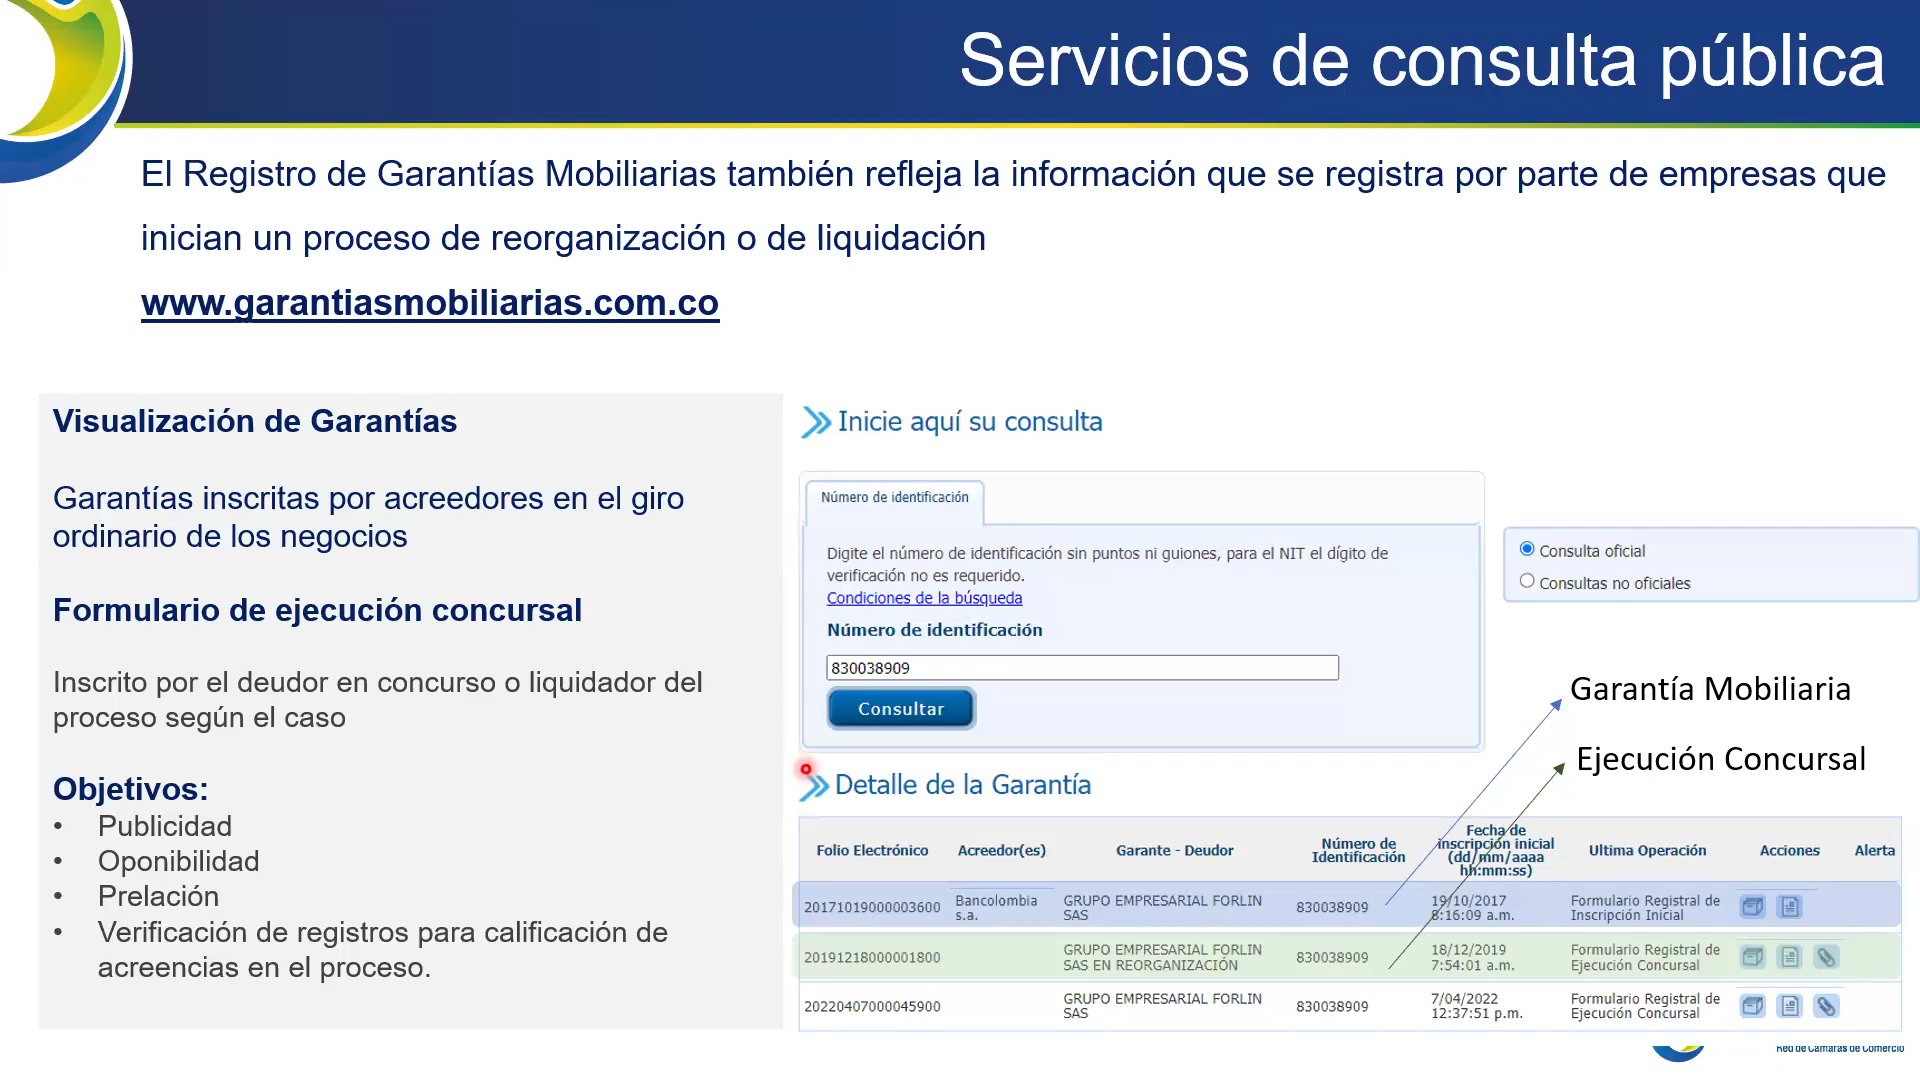 Servicios de consulta pública
El Registro de Garantías Mobiliarias también refleja la información que se registra por parte de empresas que
inician un proceso de reorganización o de liquidación
www.garantiasmobiliarias.com.co
Visualización de Garantías
Garantías inscritas por acreedores en el giro
ordinario de los negocios
Formulario de ejecución concursal
Inscrito por el deudor en concurso o liquidador del
proceso según el caso
Objetivos:
• Publicidad
• Oponibilidad
• Prelación
• Verificación de registros para calificación de
acreencias en el proceso.
Inicie aquí su consulta
Número de identificación
Digite el número de identificación sin puntos ni guiones, para el NIT el dígito de
verificación no es requerido.
Condiciones de la búsqueda
Número de identificación
830038909
Consultar
Consulta oficial
Consultas no oficiales
Garantía Mobiliaria
Ejecución Concursal
Detalle de la Garantía
Folio Electrónico Acreedor(es) Garante - Deudor Número de Identificación Fecha de inscripción inicial (dd/mm/aaaa hh:mm:ss) Ultima Operación Acciones Alerta
20171019000003600 Bancolombia s.a. GRUPO EMPRESARIAL FORLIN SAS 830038909 19/10/2017 8:16:09 a.m. Formulario Registral de Inscripción Inicial
20191218000001800 GRUPO EMPRESARIAL FORLIN SAS EN REORGANIZACIÓN 830038909 18/12/2019 7:54:01 a.m. Formulario Registral de Ejecución Concursal
20220407000045900 GRUPO EMPRESARIAL FORLIN SAS 830038909 7/04/2022 12:37:51 p.m. Formulario Registral de Ejecución Concursal
Red de Cámaras de Comercio